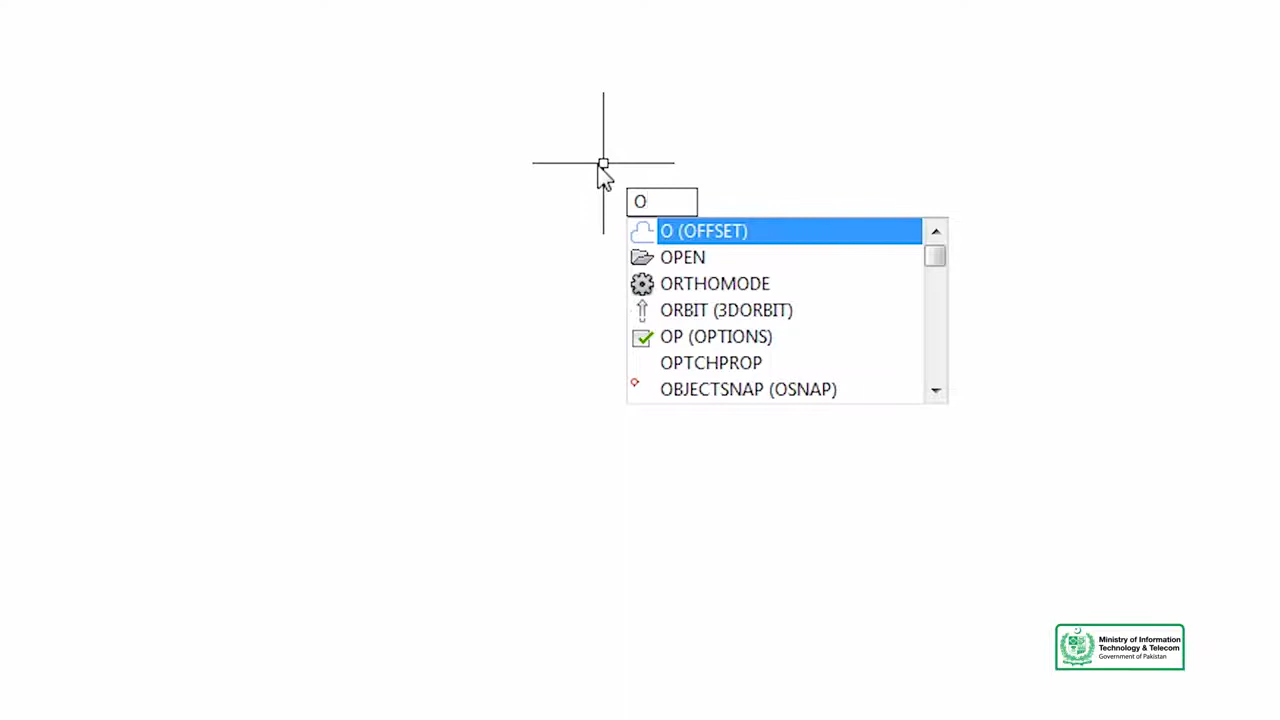 O
O (OFFSET)
OPEN
ORTHOMODE
ORBIT (3DORBIT)
OP (OPTIONS)
OPTCHPROP
OBJECTSNAP (OSNAP)
Ministry of Information
Technology & Telecom
Government of Pakistan